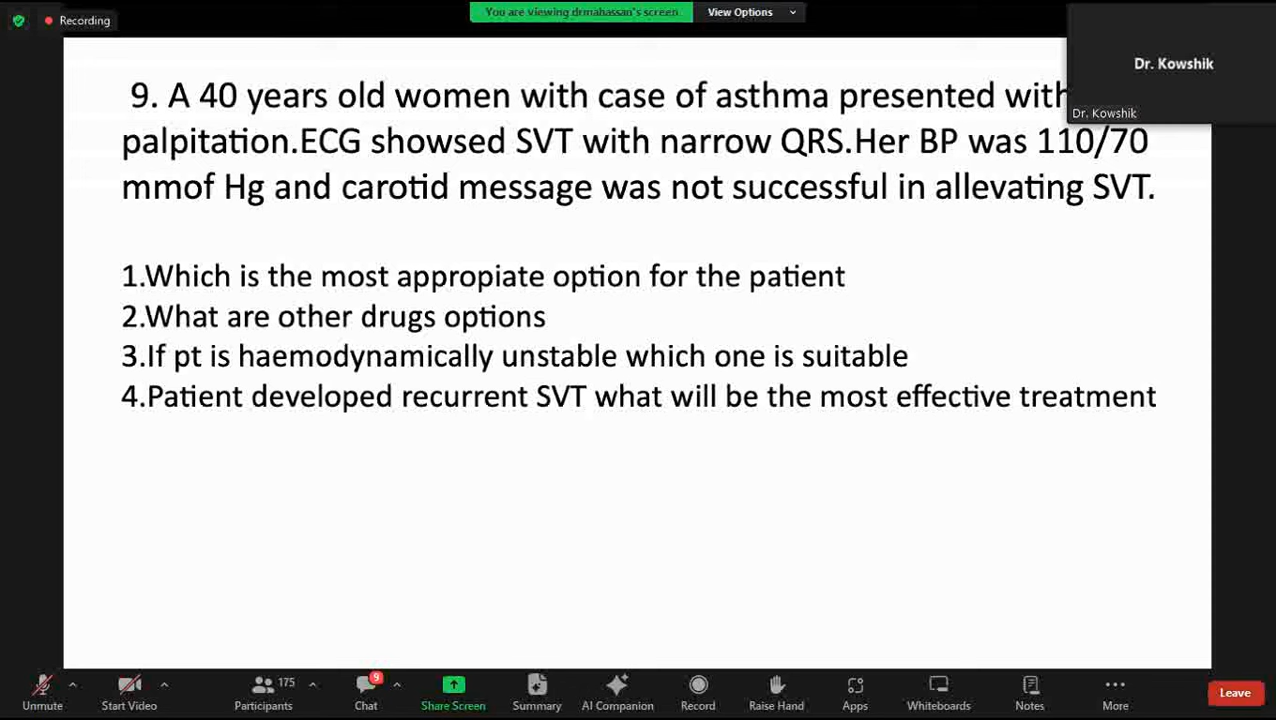 Recording
You are viewing drmahassan's screen
View Options
Dr. Kowshik
Dr. Kowshik
9. A 40 years old women with case of asthma presented with
palpitation.ECG showsed SVT with narrow QRS.Her BP was 110/70
mmof Hg and carotid message was not successful in allevating SVT.
1.Which is the most appropiate option for the patient
2.What are other drugs options
3.If pt is haemodynamically unstable which one is suitable
4.Patient developed recurrent SVT what will be the most effective treatment
Unmute
Start Video
Participants 175
Chat 9
Share Screen
Summary
AI Companion
Record
Raise Hand
Apps
Whiteboards
Notes
More
Leave